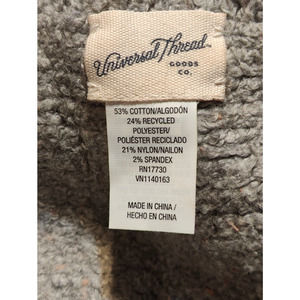 Universal Thread™
GOODS
CO.
53% COTTON/ALGODÓN
24% RECYCLED
POLYESTER/
POLIÉSTER RECICLADO
21% NYLON/NAILON
2% SPANDEX
RN17730
VN1140163
MADE IN CHINA /
HECHO EN CHINA